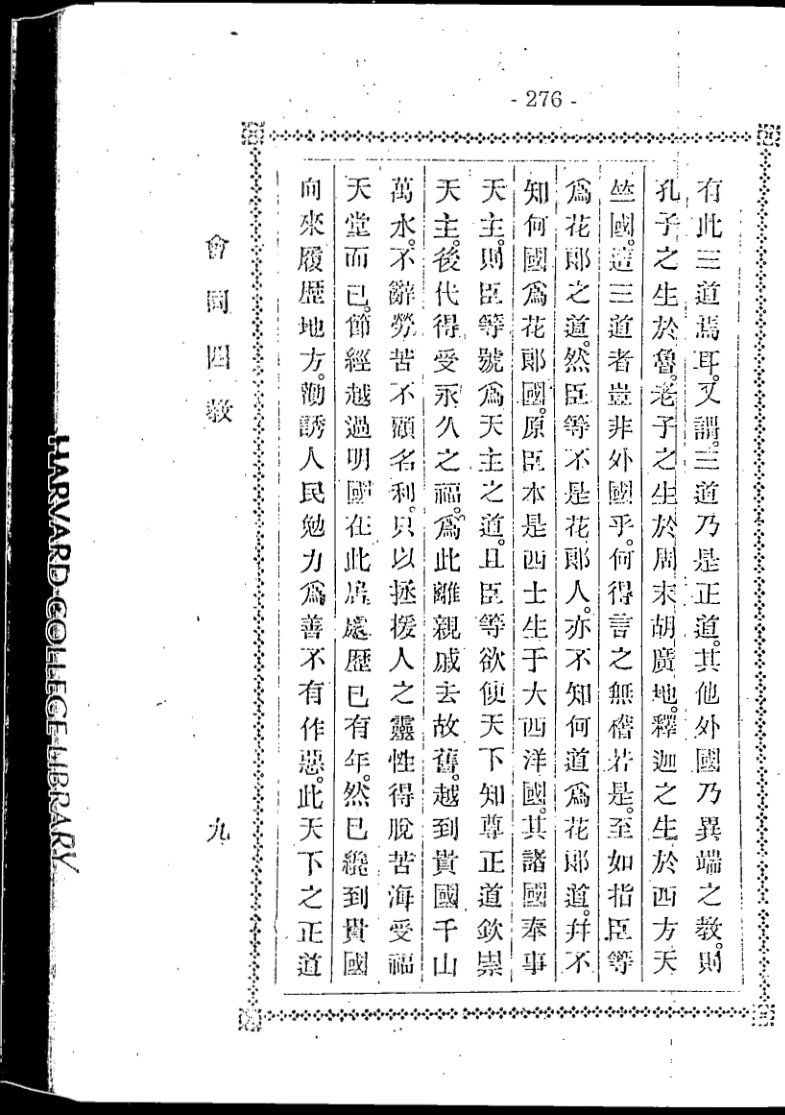 - 276 -
有此三道焉耳。又謂。三道乃是正道。其他外國乃異端之教。則
孔子之生於魯。老子之生於周末胡廣地。釋迦之生於西方天
竺國。這三道者豈非外國乎。何得言之無稽若是。至如指臣等
爲花郎之道。然臣等不是花郎人。亦不知何道爲花郎道。幷不
知何國爲花郎國。原臣本是西士生于大西洋國。其諸國奉事
天主。則臣等號爲天主之道。且臣等欲使天下知尊正道欽崇
天主。後代得受永久之福。爲此離親戚去故舊。越到貴國千山
萬水。不辭勞苦不顧名利。只以拯援人之靈性得脫苦海受福
天堂而已。節經越過明國在此居處歷已有年。然已纔到貴國
向來履歷地方。勸誘人民勉力爲善不有作惡。此天下之正道
會同四教
九
HARVARD COLLEGE LIBRARY